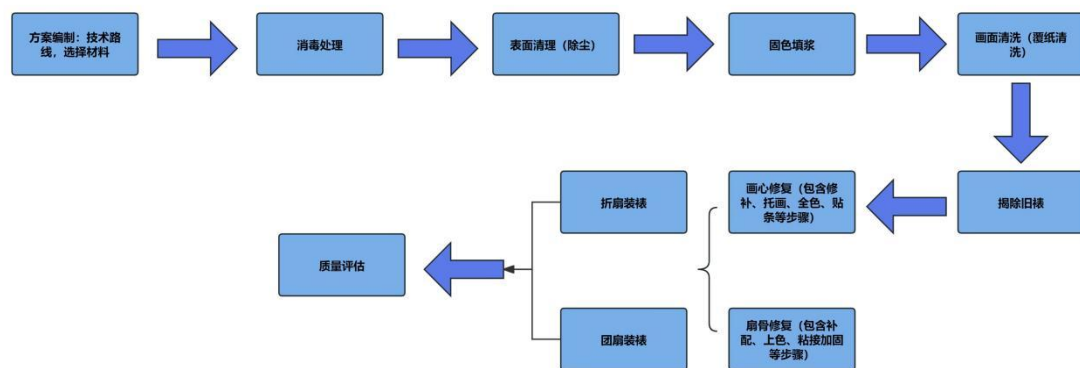 方案编制：技术路
线，选择材料
消毒处理
表面清理（除尘）
固色填浆
画面清洗（覆纸清
洗）
揭除旧裱
画心修复（包含修
补、托画、全色、贴
条等步骤）
扇骨修复（包含补
配、上色、粘接加固
等步骤）
折扇装裱
团扇装裱
质量评估